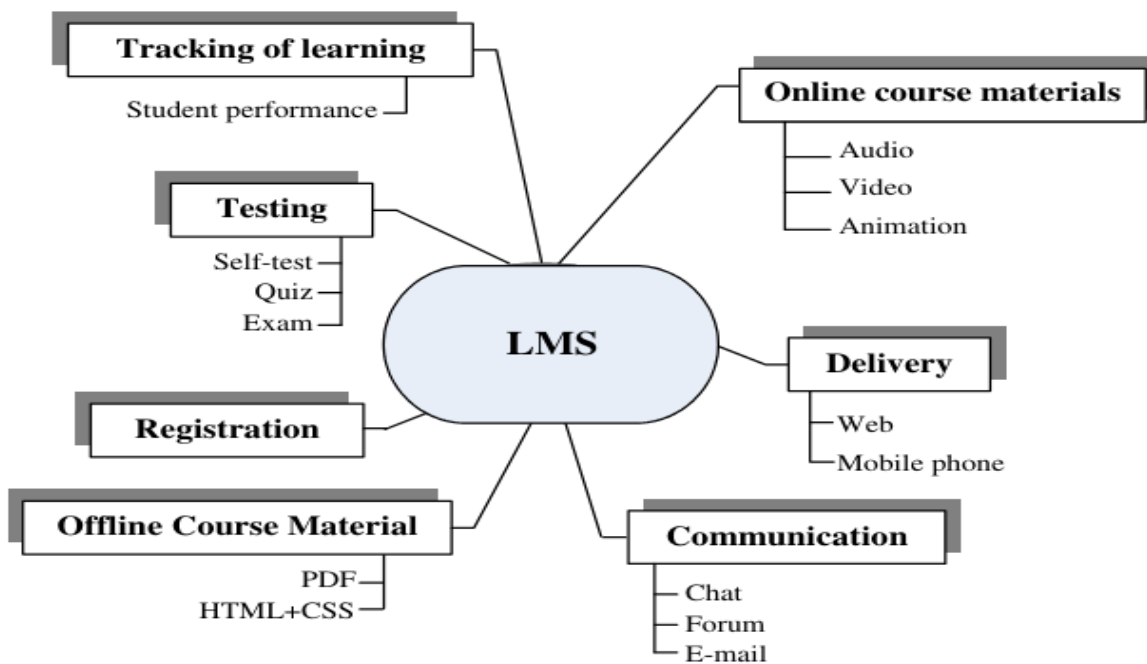 Tracking of learning
Student performance
Online course materials
Audio
Video
Animation
Testing
Self-test
Quiz
Exam
LMS
Delivery
Web
Mobile phone
Registration
Offline Course Material
PDF
HTML+CSS
Communication
Chat
Forum
E-mail